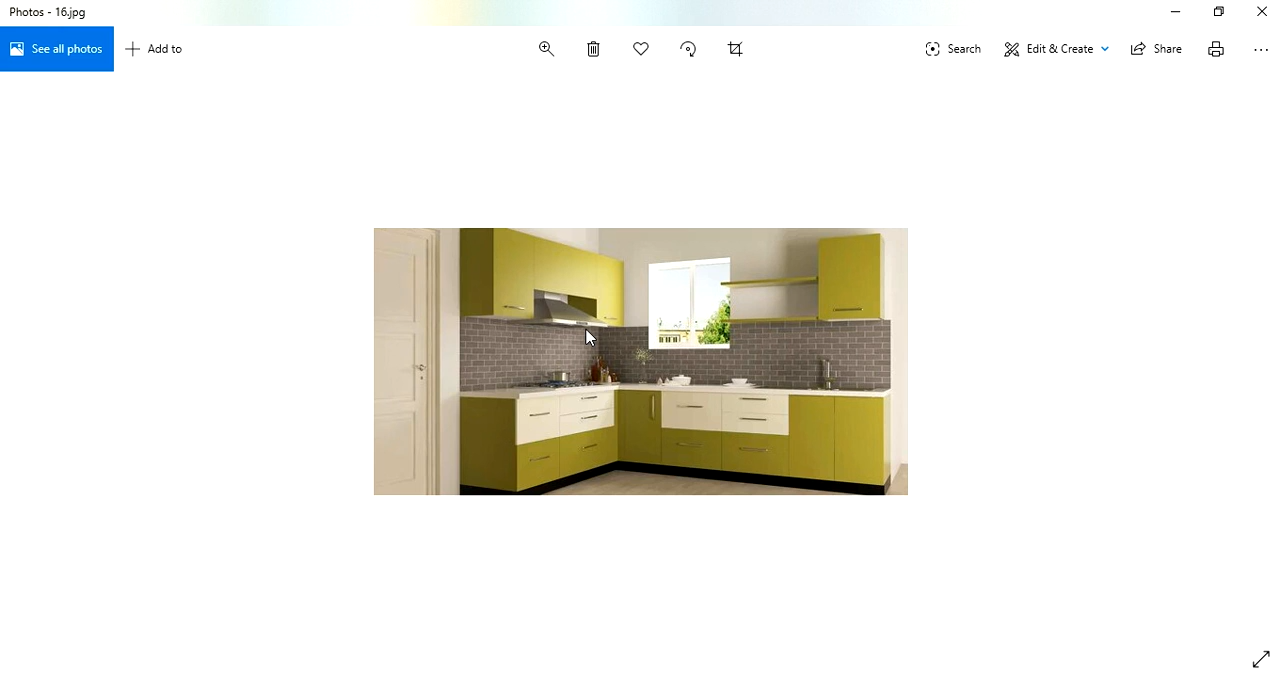 Photos - 16.jpg
See all photos
Add to
Search
Edit & Create
Share